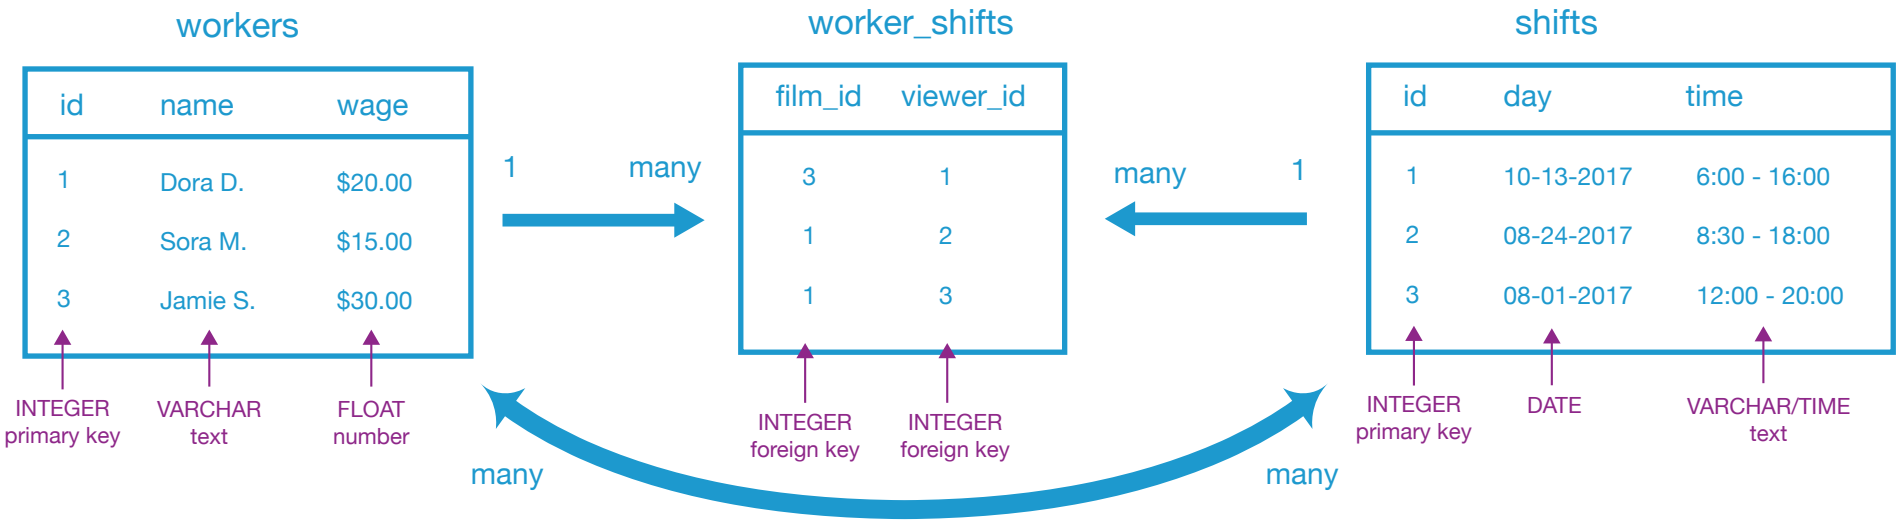 workers
id name wage
1 Dora D. $20.00
2 Sora M. $15.00
3 Jamie S. $30.00
INTEGER
primary key
VARCHAR
text
FLOAT
number
1 many
worker_shifts
film_id viewer_id
3 1
1 2
1 3
INTEGER
foreign key
INTEGER
foreign key
many 1
shifts
id day time
1 10-13-2017 6:00 - 16:00
2 08-24-2017 8:30 - 18:00
3 08-01-2017 12:00 - 20:00
INTEGER
primary key
DATE
VARCHAR/TIME
text
many many